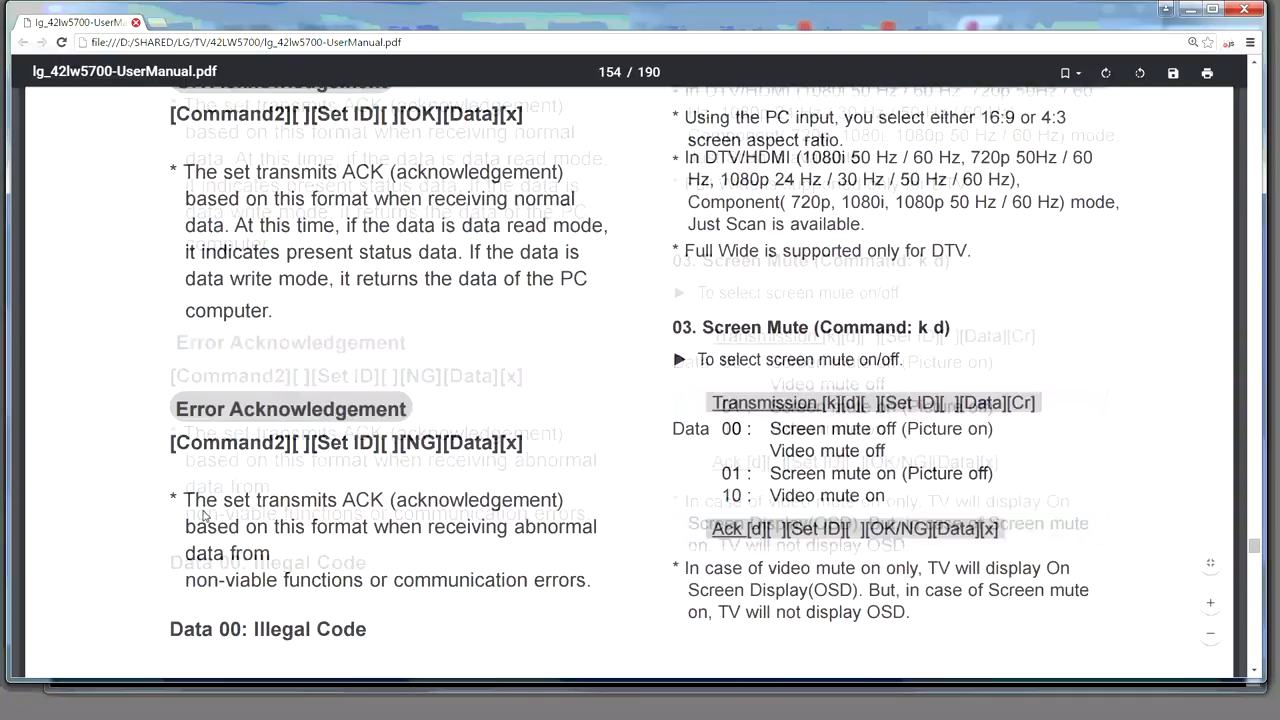 lg_42lw5700-UserManual.p
file:///D:/SHARED/LG/TV/42LW5700/lg_42lw5700-UserManual.pdf
lg_42lw5700-UserManual.pdf
154 / 190
[Command2][ ][Set ID][ ][OK][Data][x]
* The set transmits ACK (acknowledgement)
based on this format when receiving normal
data. At this time, if the data is data read mode,
it indicates present status data. If the data is
data write mode, it returns the data of the PC
computer.
Error Acknowledgement
[Command2][ ][Set ID][ ][NG][Data][x]
* The set transmits ACK (acknowledgement)
based on this format when receiving abnormal
data from
non-viable functions or communication errors.
Data 00: Illegal Code
* Using the PC input, you select either 16:9 or 4:3
screen aspect ratio.
* In DTV/HDMI (1080i 50 Hz / 60 Hz, 720p 50Hz / 60
Hz, 1080p 24 Hz / 30 Hz / 50 Hz / 60 Hz),
Component( 720p, 1080i, 1080p 50 Hz / 60 Hz) mode,
Just Scan is available.
* Full Wide is supported only for DTV.
03. Screen Mute (Command: k d)
► To select screen mute on/off.
Transmission [k][d][ ][Set ID][ ][Data][Cr]
Data 00 : Screen mute off (Picture on)
Video mute off
01 : Screen mute on (Picture off)
10 : Video mute on
Ack [d][ ][Set ID][ ][OK/NG][Data][x]
* In case of video mute on only, TV will display On
Screen Display(OSD). But, in case of Screen mute
on, TV will not display OSD.